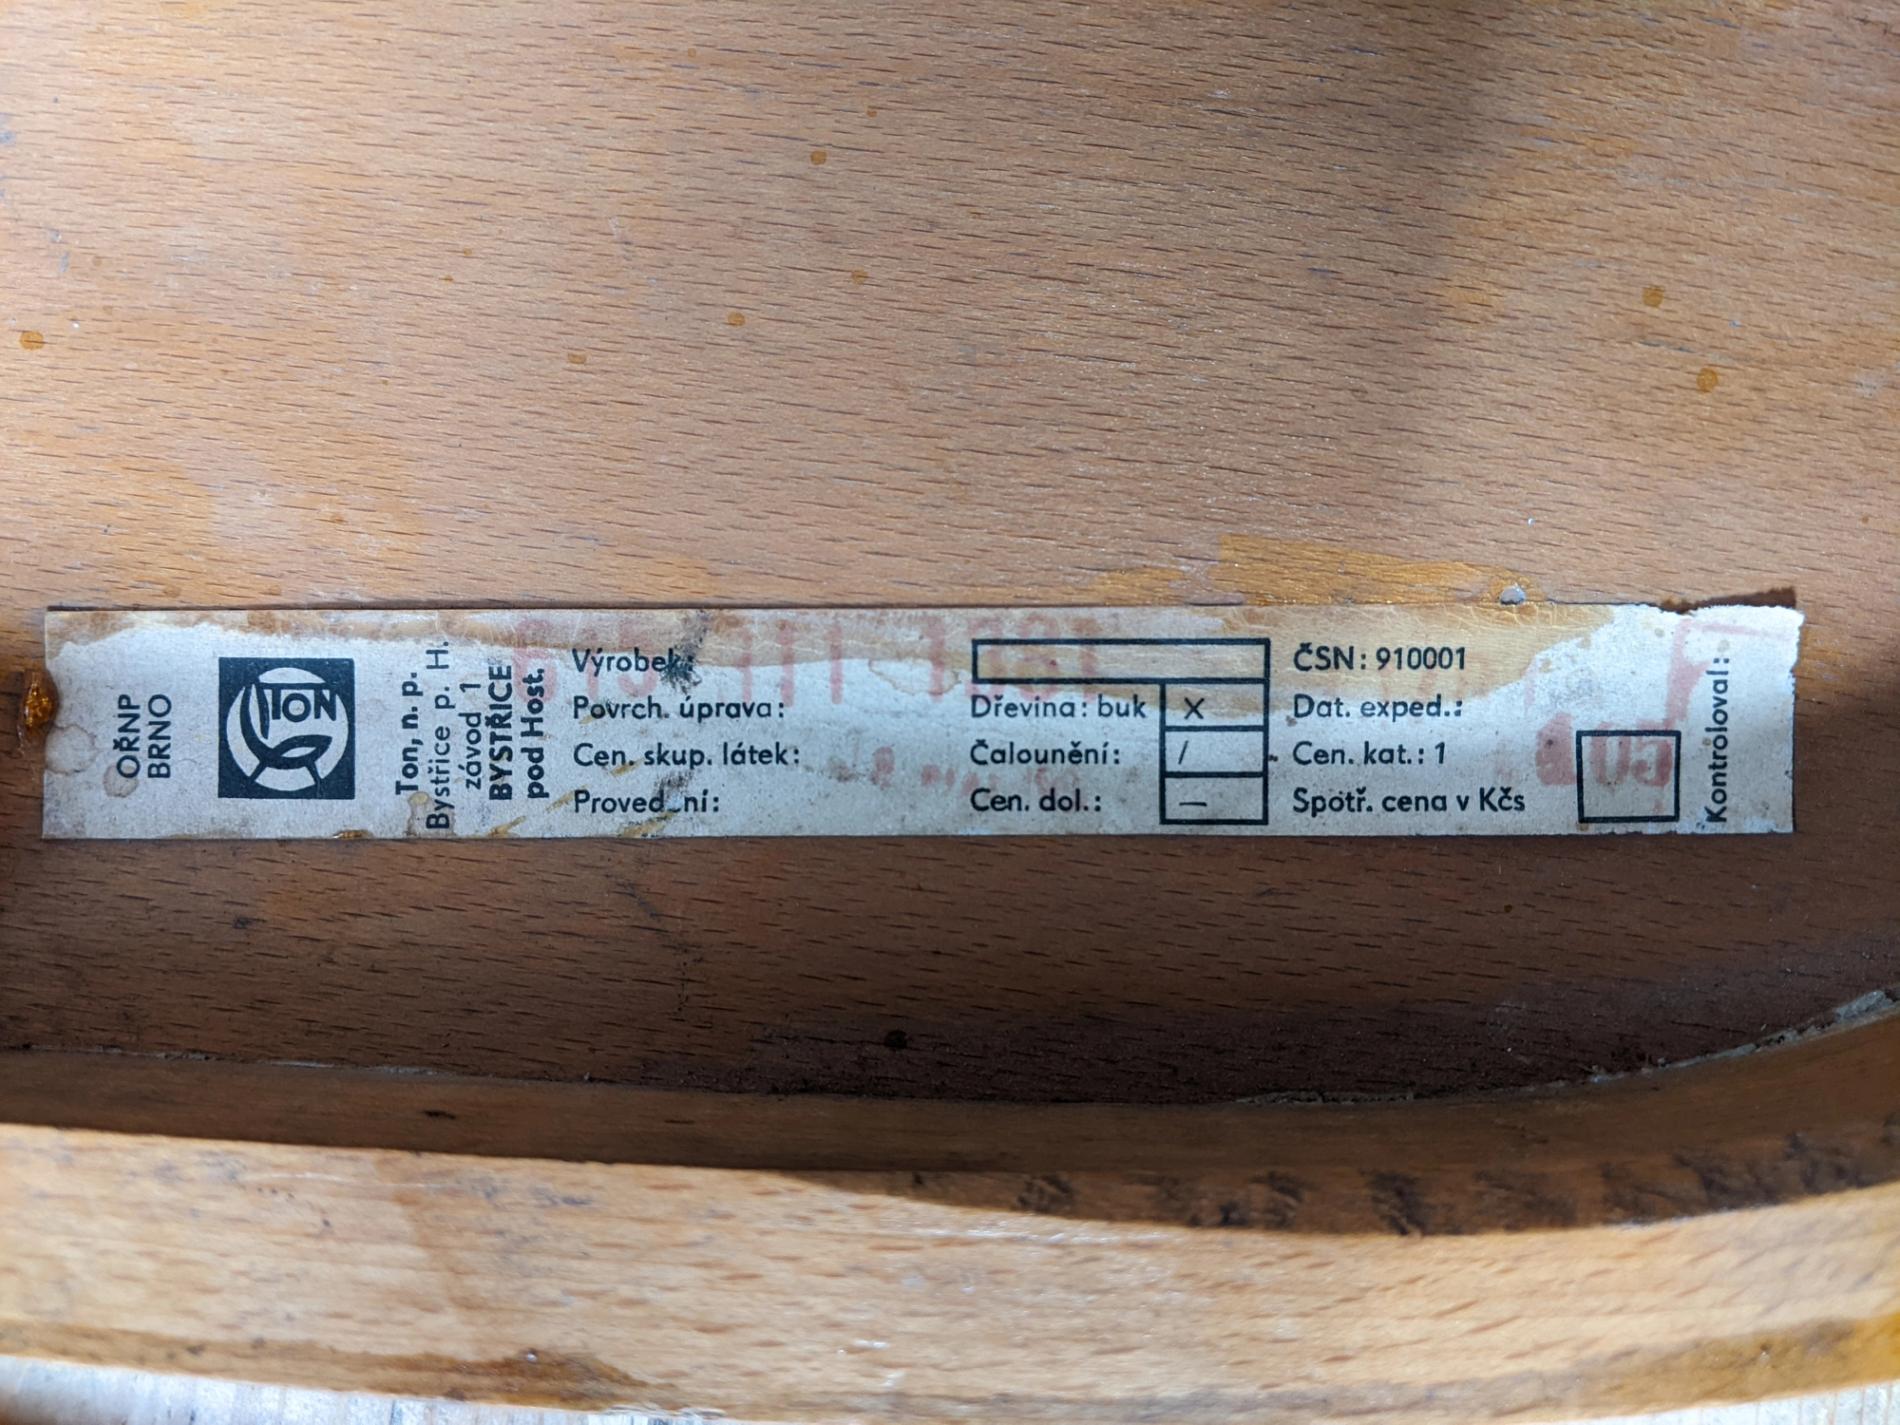 OŘNP
BRNO
TON
Ton, n. p.
Bystřice p. H.
závod 1
BYSTŘICE
pod Host.
Výrobek:
Povrch. úprava:
Cen. skup. látek:
Dřevina: buk X
Čalounění: /
Cen. dol.: —
ČSN: 910001
Dat. exped.:
Cen. kat.: 1
Spotř. cena v Kčs
Kontroloval: